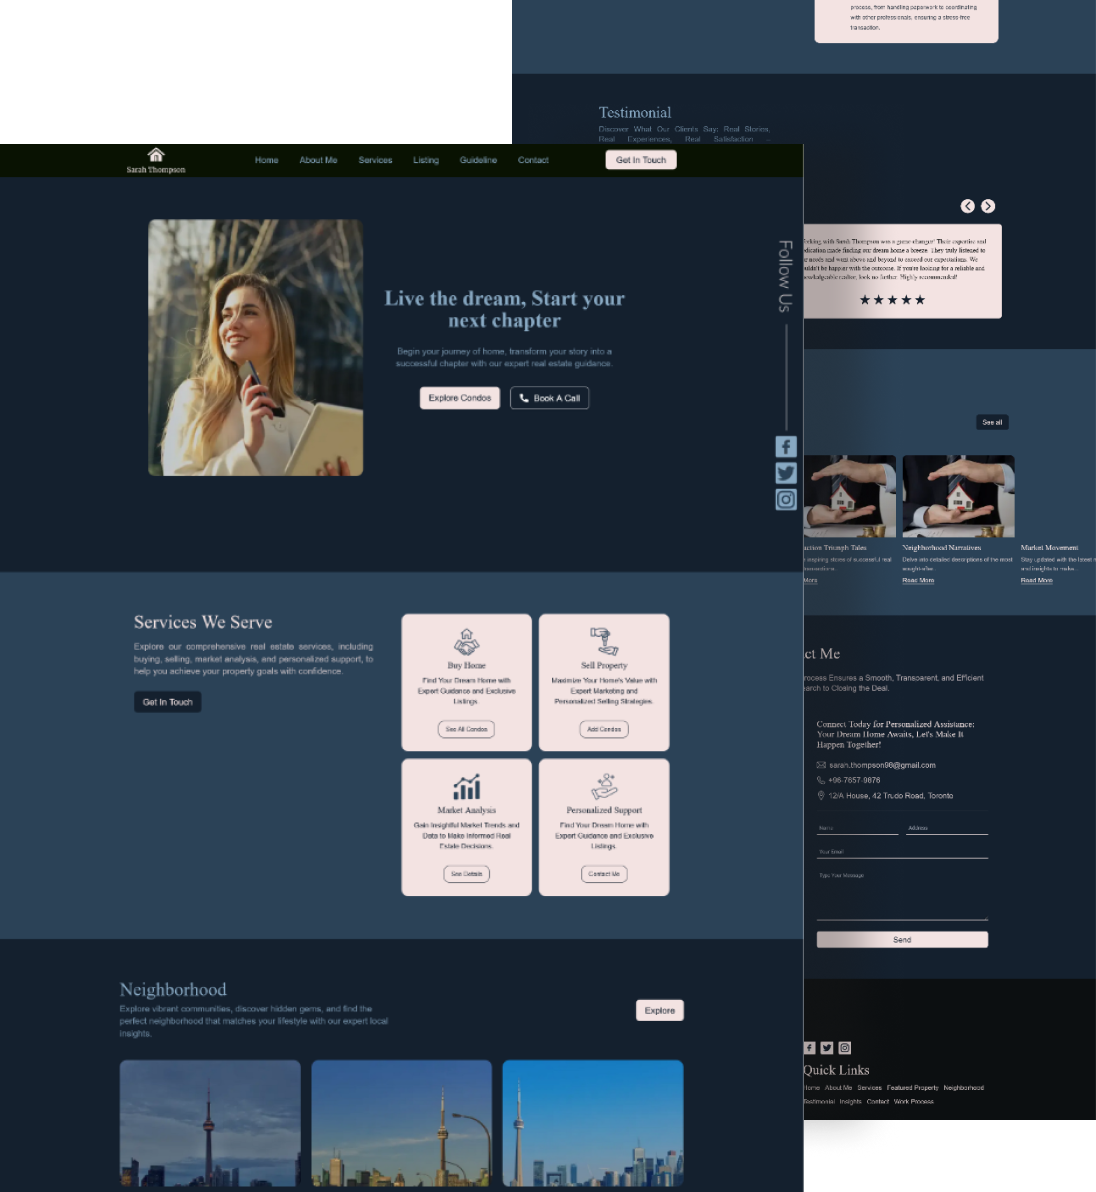 process, from handling paperwork to coordinating
with other professionals, ensuring a stress-free
transaction.
Testimonial
Discover What Our Clients Say: Real Stories,
Real Experiences, Real Satisfaction –
Sarah Thompson
Home About Me Services Listing Guideline Contact
Get In Touch
Follow Us
Live the dream, Start your
next chapter
Begin your journey of home, transform your story into a
successful chapter with our expert real estate guidance.
Explore Condos
Book A Call
Services We Serve
Explore our comprehensive real estate services, including
buying, selling, market analysis, and personalized support, to
help you achieve your property goals with confidence.
Get In Touch
Buy Home
Find Your Dream Home with
Expert Guidance and Exclusive
Listings.
See All Condos
Sell Property
Maximize Your Home's Value with
Expert Marketing and
Personalized Selling Strategies.
Add Condos
Market Analysis
Gain Insightful Market Trends and
Data to Make Informed Real
Estate Decisions.
See Details
Personalized Support
Find Your Dream Home with
Expert Guidance and Exclusive
Listings.
Contact Me
Neighborhood
Explore vibrant communities, discover hidden gems, and find the
perfect neighborhood that matches your lifestyle with our expert local
insights.
Explore
king with Sarah Thompson was a game-changer! Their expertise and
dication made finding our dream home a breeze. They truly listened to
r needs and went above and beyond to exceed our expectations. We
uldn't be happier with the outcome. If you're looking for a reliable and
owledgeable realtor, look no further. Highly recommended!
See all
action Triumph Tales
inspiring stories of successful real
transactions.
More
Neighborhood Narratives
Delve into detailed descriptions of the most
sought-after
Read More
Market Movement
Stay updated with the latest
and insights to make
Read More
ct Me
rocess Ensures a Smooth, Transparent, and Efficient
earch to Closing the Deal.
Connect Today for Personalized Assistance:
Your Dream Home Awaits, Let's Make It
Happen Together!
sarah.thompson98@gmail.com
+98-7657-9876
12/A House, 42 Trudo Road, Toronto
Name Address
Your Email
Type Your Message
Send
Quick Links
Home About Me Services Featured Property Neighborhood
Testimonial Insights Contact Work Process